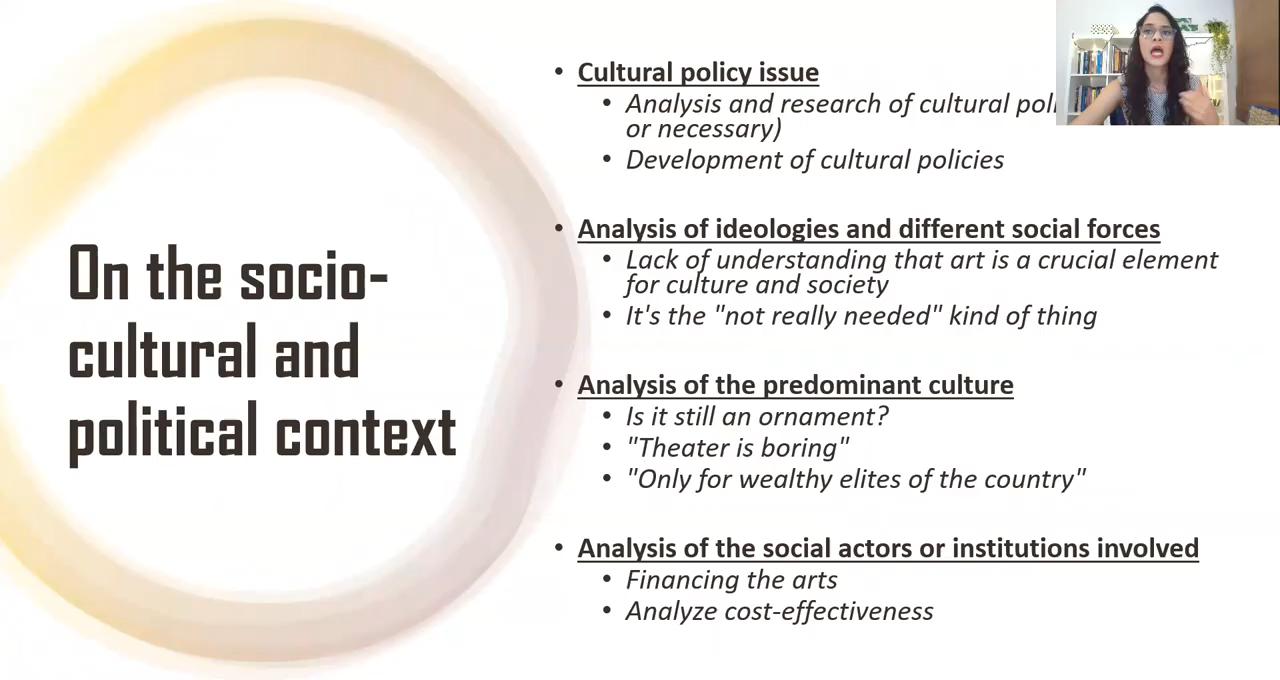 On the socio-
cultural and
political context
• Cultural policy issue
• Analysis and research of cultural
or necessary)
• Development of cultural policies
• Analysis of ideologies and different social forces
• Lack of understanding that art is a crucial element
for culture and society
• It's the "not really needed" kind of thing
• Analysis of the predominant culture
• Is it still an ornament?
• "Theater is boring"
• "Only for wealthy elites of the country"
• Analysis of the social actors or institutions involved
• Financing the arts
• Analyze cost-effectiveness